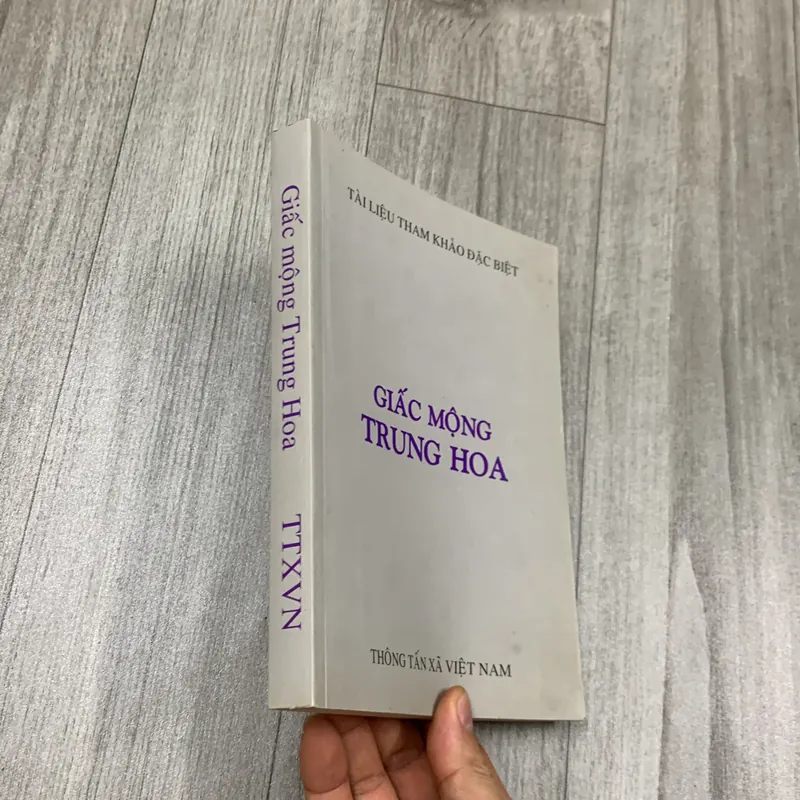 Giấc mộng Trung Hoa TTXVN
TÀI LIỆU THAM KHẢO ĐẶC BIỆT
GIẤC MỘNG
TRUNG HOA
THÔNG TẤN XÃ VIỆT NAM